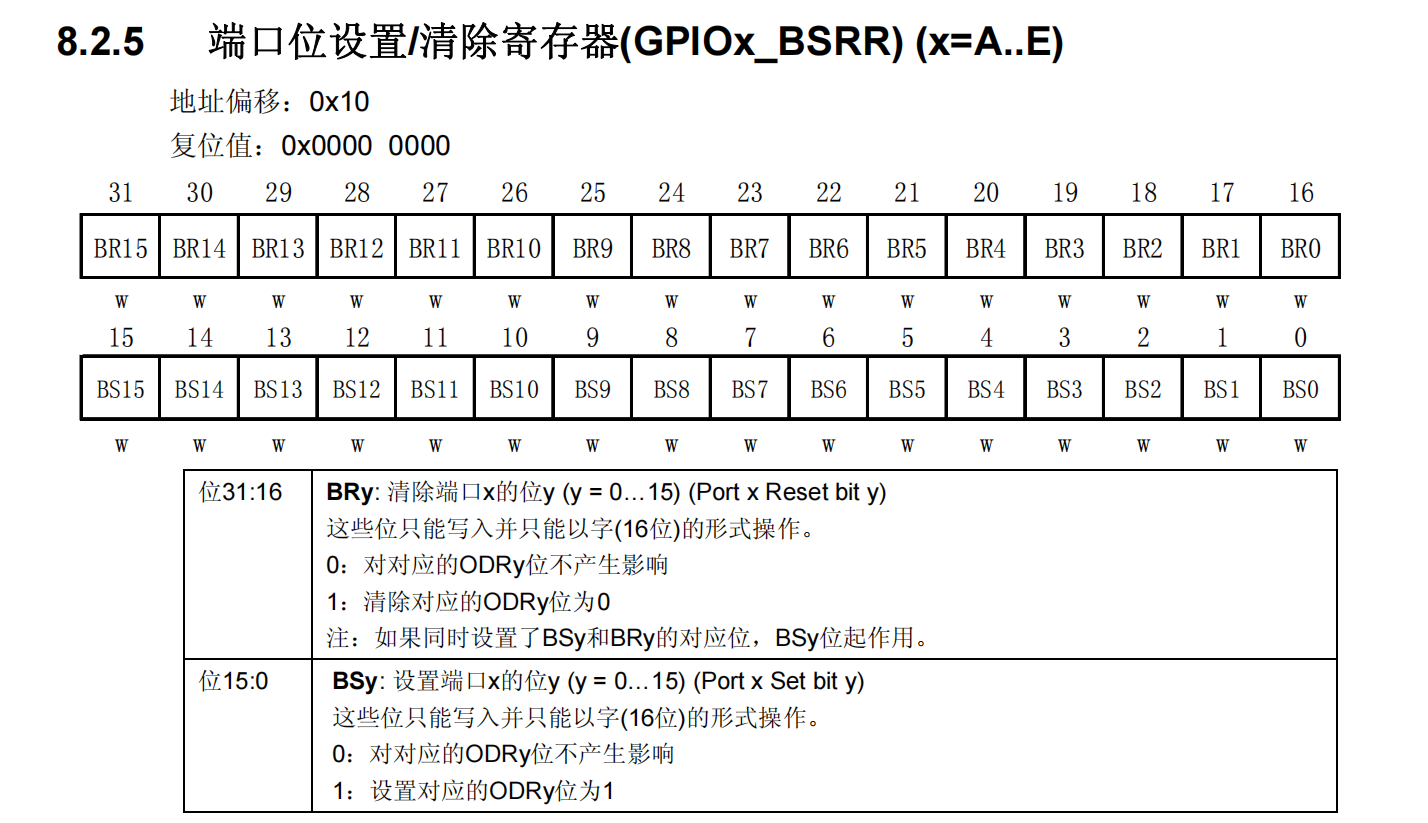 8.2.5 端口位设置/清除寄存器(GPIOx_BSRR) (x=A..E)
地址偏移：0x10
复位值：0x0000 0000
31 30 29 28 27 26 25 24 23 22 21 20 19 18 17 16
BR15 BR14 BR13 BR12 BR11 BR10 BR9 BR8 BR7 BR6 BR5 BR4 BR3 BR2 BR1 BR0
w w w w w w w w w w w w w w w w
15 14 13 12 11 10 9 8 7 6 5 4 3 2 1 0
BS15 BS14 BS13 BS12 BS11 BS10 BS9 BS8 BS7 BS6 BS5 BS4 BS3 BS2 BS1 BS0
w w w w w w w w w w w w w w w w
位31:16 BRy: 清除端口x的位y (y = 0…15) (Port x Reset bit y)
这些位只能写入并只能以字(16位)的形式操作。
0：对对应的ODRy位不产生影响
1：清除对应的ODRy位为0
注：如果同时设置了BSy和BRy的对应位，BSy位起作用。
位15:0 BSy: 设置端口x的位y (y = 0…15) (Port x Set bit y)
这些位只能写入并只能以字(16位)的形式操作。
0：对对应的ODRy位不产生影响
1：设置对应的ODRy位为1